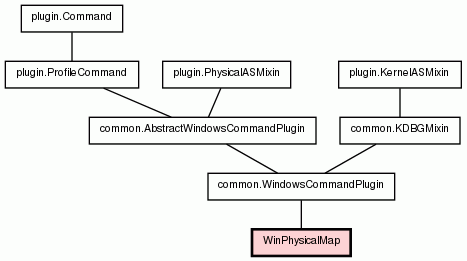 plugin.Command
plugin.ProfileCommand
plugin.PhysicalASMixin
plugin.KernelASMixin
common.AbstractWindowsCommandPlugin
common.KDBGMixin
common.WindowsCommandPlugin
WinPhysicalMap